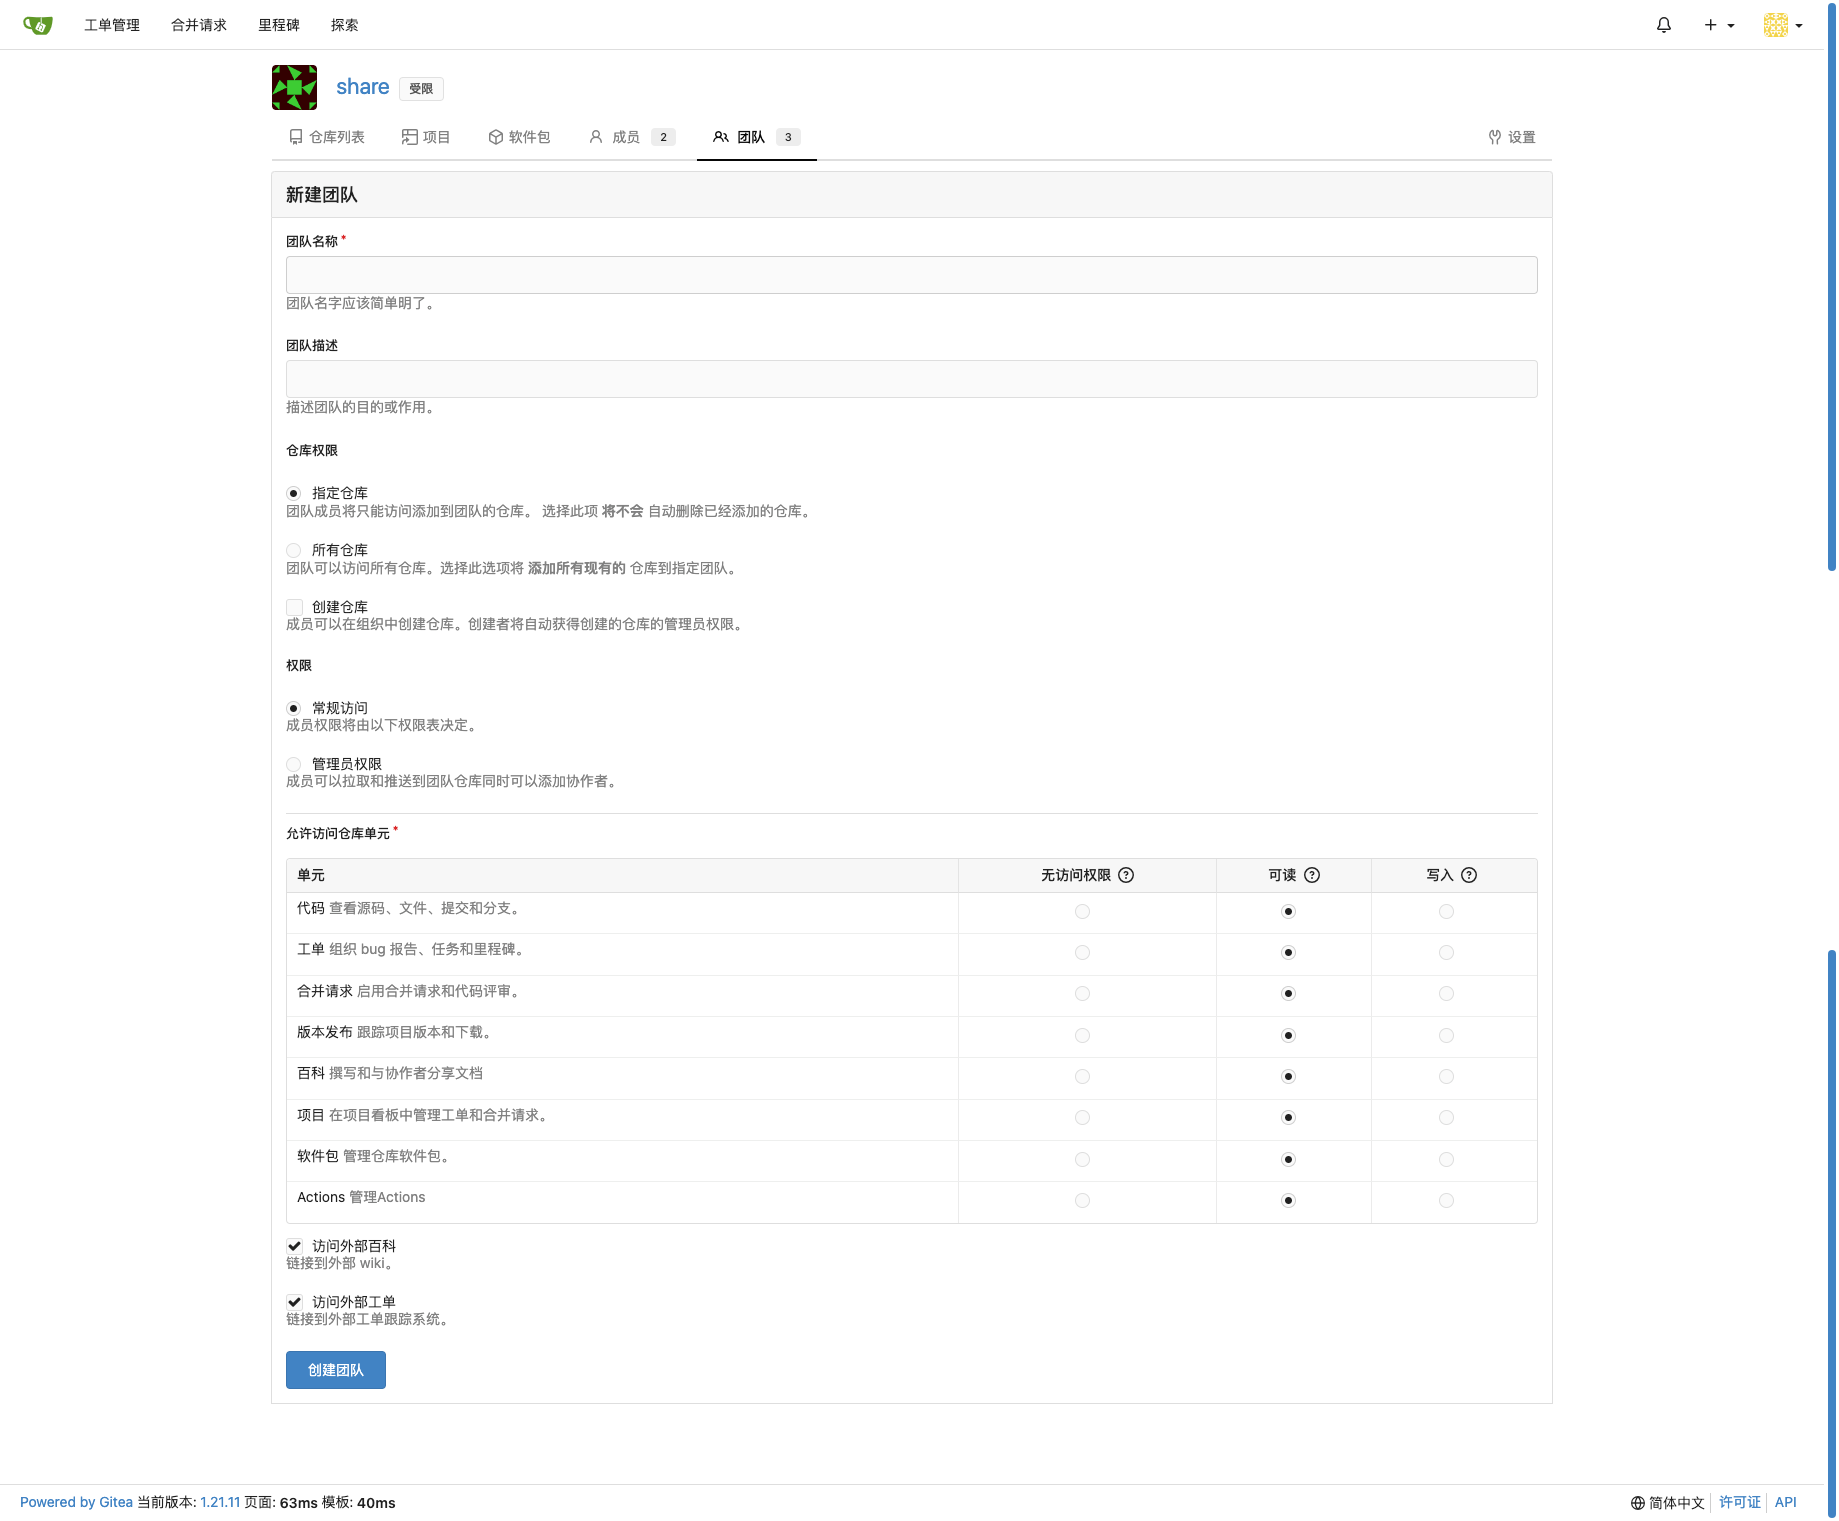 工单管理 合并请求 里程碑 探索
share 受限
仓库列表 项目 软件包 成员 2 团队 3 设置
新建团队
团队名称*
团队名字应该简单明了。
团队描述
描述团队的目的或作用。
仓库权限
指定仓库
团队成员将只能访问添加到团队的仓库。 选择此项 将不会 自动删除已经添加的仓库。
所有仓库
团队可以访问所有仓库。选择此选项将 添加所有现有的 仓库到指定团队。
创建仓库
成员可以在组织中创建仓库。创建者将自动获得创建的仓库的管理员权限。
权限
常规访问
成员权限将由以下权限表决定。
管理员权限
成员可以拉取和推送到团队仓库同时可以添加协作者。
允许访问仓库单元*
单元 无访问权限 可读 写入
代码 查看源码、文件、提交和分支。
工单 组织 bug 报告、任务和里程碑。
合并请求 启用合并请求和代码评审。
版本发布 跟踪项目版本和下载。
百科 撰写和与协作者分享文档
项目 在项目看板中管理工单和合并请求。
软件包 管理仓库软件包。
Actions 管理Actions
访问外部百科
链接到外部 wiki。
访问外部工单
链接到外部工单跟踪系统。
创建团队
Powered by Gitea 当前版本: 1.21.11 页面: 63ms 模板: 40ms 简体中文 许可证 API